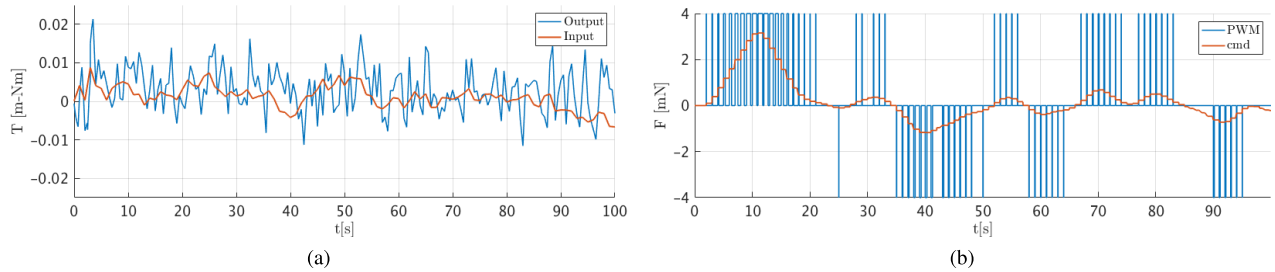 0.02
0.01
0
−0.01
−0.02
T [m-Nm]
Output
Input
0 10 20 30 40 50 60 70 80 90 100
t[s]
(a)
4
2
0
−2
−4
F [mN]
PWM
cmd
0 10 20 30 40 50 60 70 80 90
t[s]
(b)